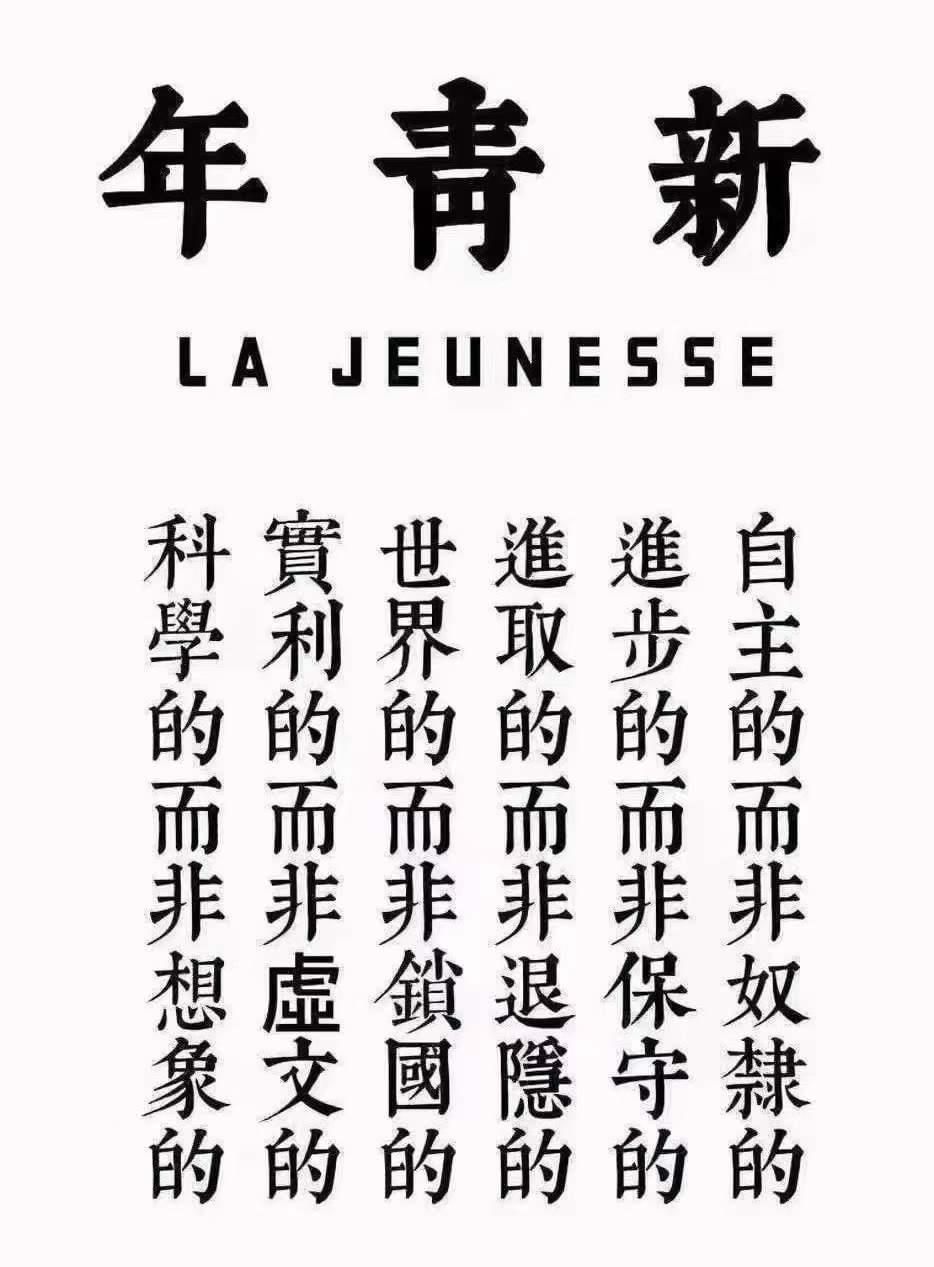 新青年
LA JEUNESSE
自主的而非奴隸的
進步的而非保守的
進取的而非退隱的
世界的而非鎖國的
實利的而非虛文的
科學的而非想象的